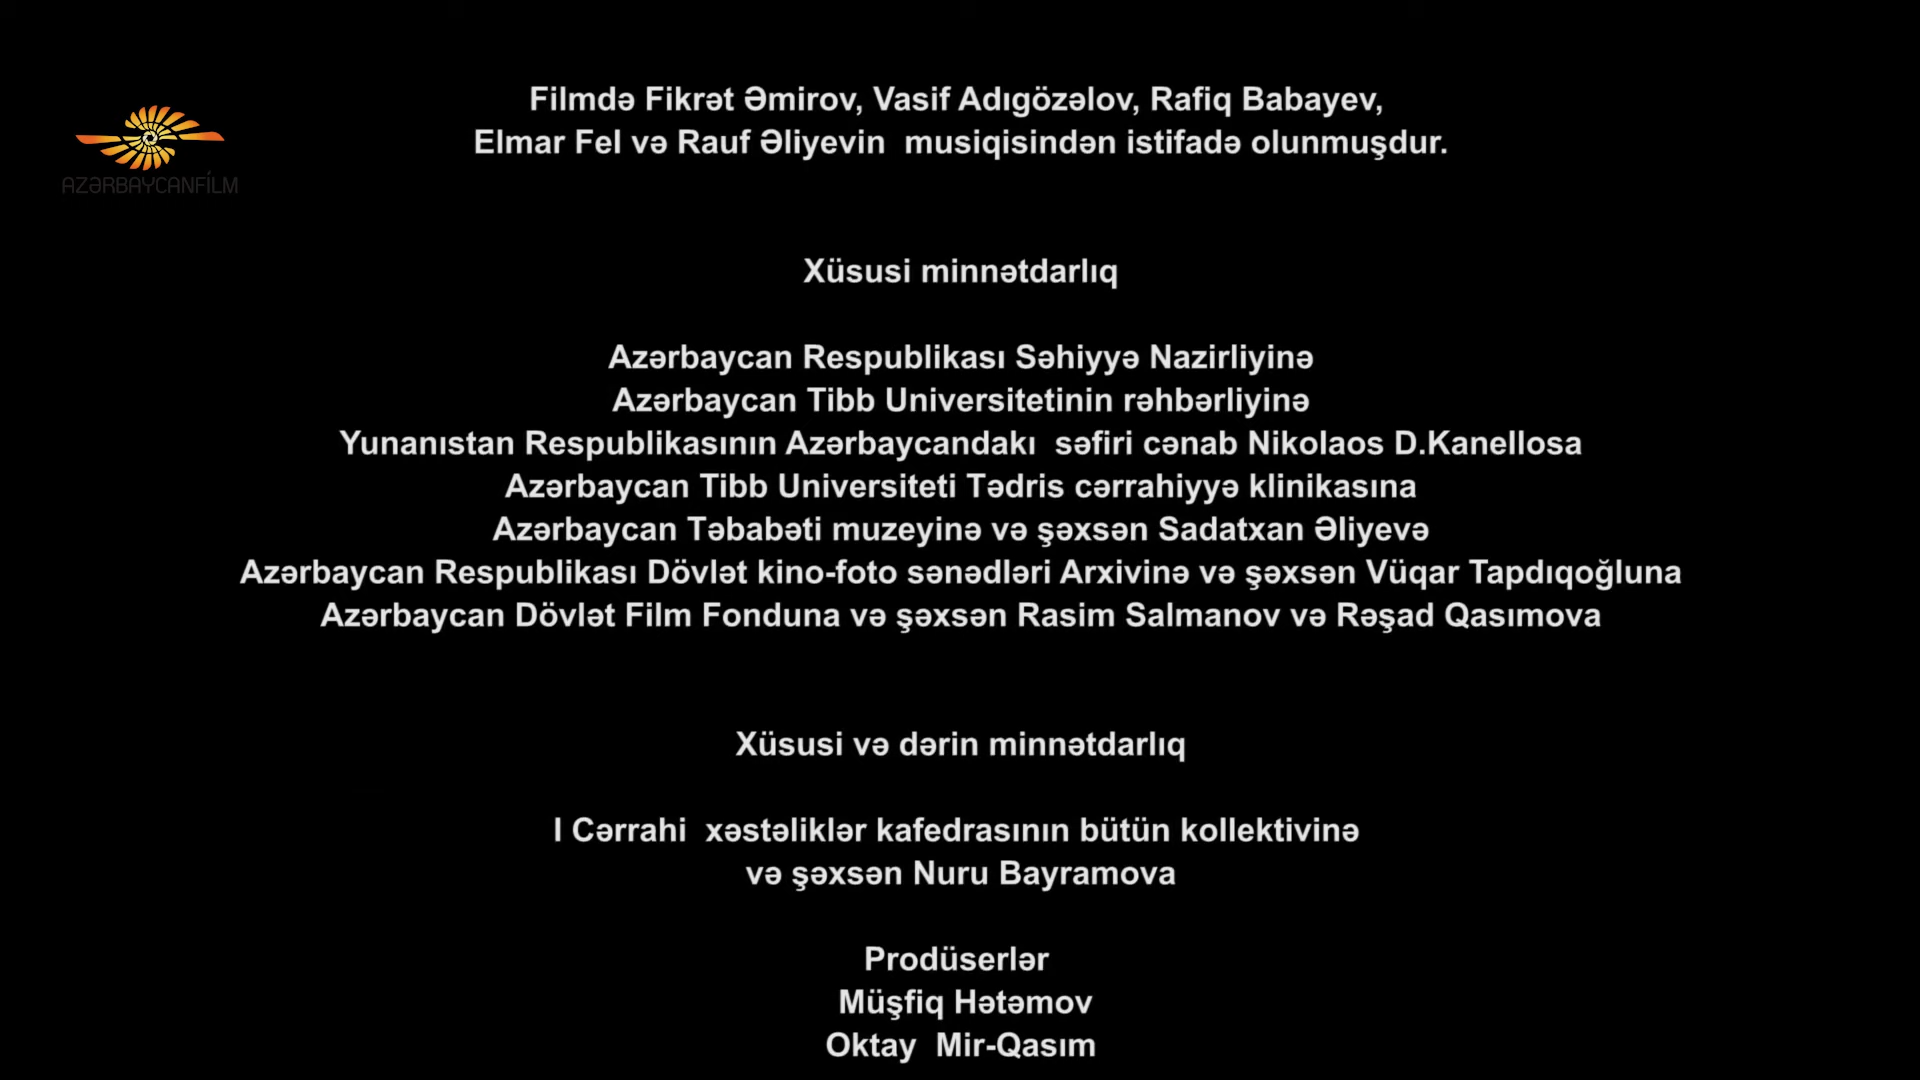 Filmdə Fikrət Əmirov, Vasif Adıgözəlov, Rafiq Babayev,
Elmar Fel və Rauf Əliyevin musiqisindən istifadə olunmuşdur.
AZƏRBAYCANFİLM
Xüsusi minnətdarlıq
Azərbaycan Respublikası Səhiyyə Nazirliyinə
Azərbaycan Tibb Universitetinin rəhbərliyinə
Yunanıstan Respublikasının Azərbaycandakı səfiri cənab Nikolaos D.Kanellosa
Azərbaycan Tibb Universiteti Tədris cərrahiyyə klinikasına
Azərbaycan Təbabəti muzeyinə və şəxsən Sadatxan Əliyevə
Azərbaycan Respublikası Dövlət kino-foto sənədləri Arxivinə və şəxsən Vüqar Tapdıqoğluna
Azərbaycan Dövlət Film Fonduna və şəxsən Rasim Salmanov və Rəşad Qasımova
Xüsusi və dərin minnətdarlıq
I Cərrahi xəstəliklər kafedrasının bütün kollektivinə
və şəxsən Nuru Bayramova
Prodüserlər
Müşfiq Hətəmov
Oktay Mir-Qasım